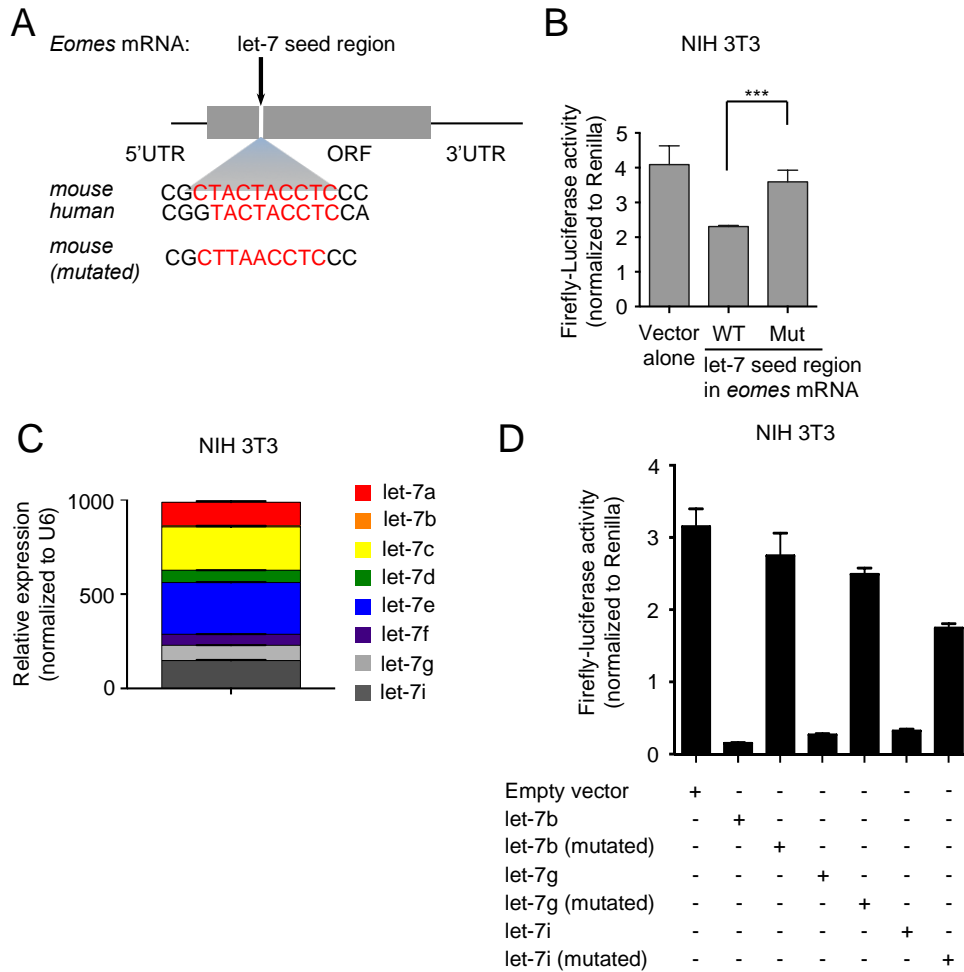 A
Eomes mRNA:
let-7 seed region
5'UTR
ORF
3'UTR
mouse
CGCTACTACCTCCC
human
CGGTACTACCTCCA
mouse
(mutated)
CGCTTAACCTCCC
B
NIH 3T3
***
Firefly-Luciferase activity
(normalized to Renilla)
5
4
3
2
1
0
Vector
alone
WT
Mut
let-7 seed region
in eomes mRNA
C
NIH 3T3
Relative expression
(normalized to U6)
1000
500
0
let-7a
let-7b
let-7c
let-7d
let-7e
let-7f
let-7g
let-7i
D
NIH 3T3
Firefly-luciferase activity
(normalized to Renilla)
4
3
2
1
0
Empty vector + - - - - - -
let-7b - + - - - - -
let-7b (mutated) - - + - - - -
let-7g - - - + - - -
let-7g (mutated) - - - - + - -
let-7i - - - - - + -
let-7i (mutated) - - - - - - +